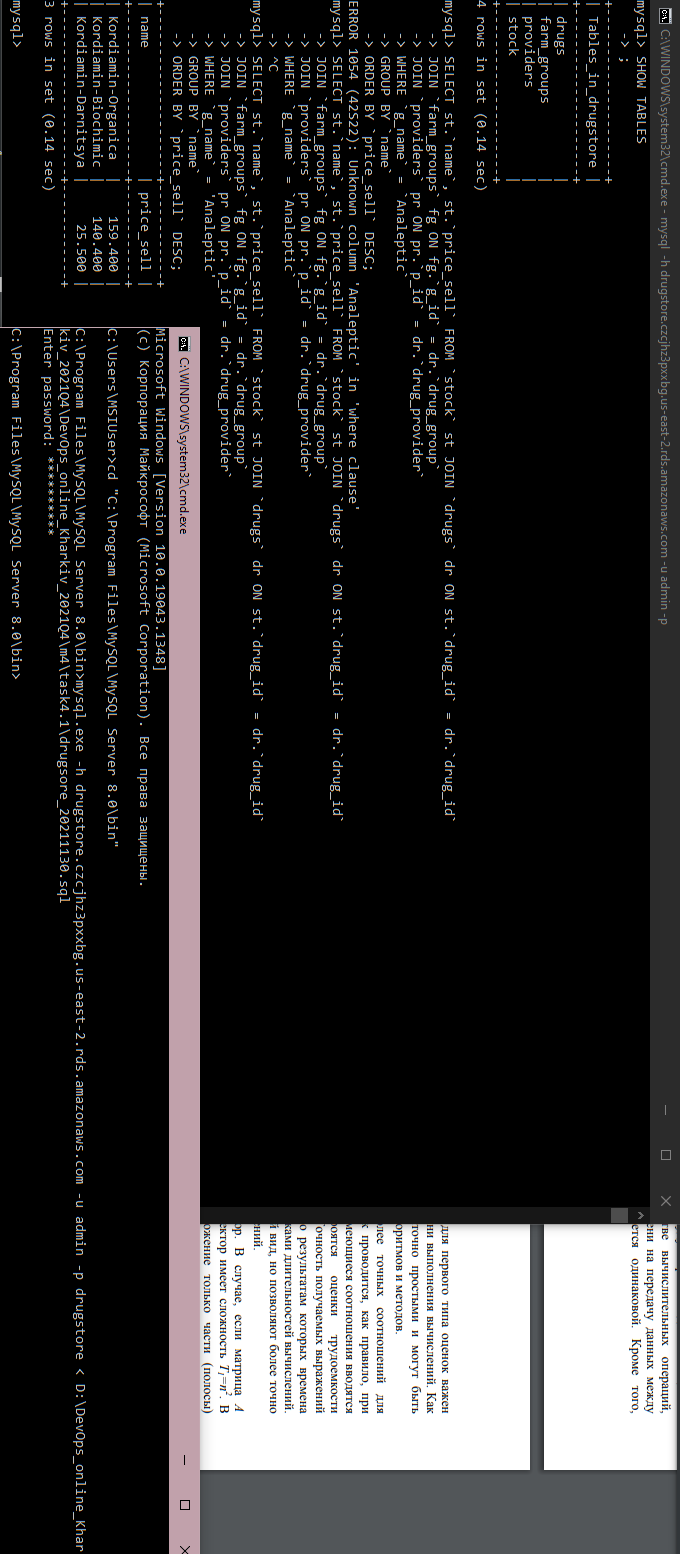 C:\WINDOWS\system32\cmd.exe - mysql -h drugstore.czcjhz3pxxbg.us-east-2.rds.amazonaws.com -u admin -p
mysql> SHOW TABLES
-> ;
+---------------------+
| Tables_in_drugstore |
+---------------------+
| drugs |
| farm_groups |
| providers |
| stock |
+---------------------+
4 rows in set (0.14 sec)
mysql> SELECT st.`name`, st.`price_sell` FROM `stock` st JOIN `drugs` dr ON st.`drug_id` = dr.`drug_id`
-> JOIN `farm_groups` fg ON fg.`g_id` = dr.`drug_group`
-> JOIN `providers` pr ON pr.`p_id` = dr.`drug_provider`
-> WHERE `g_name` = `Analeptic`
-> GROUP BY `name`
-> ORDER BY `price_sell` DESC;
ERROR 1054 (42S22): Unknown column 'Analeptic' in 'where clause'
mysql> SELECT st.`name`, st.`price_sell` FROM `stock` st JOIN `drugs` dr ON st.`drug_id` = dr.`drug_id`
-> JOIN `farm_groups` fg ON fg.`g_id` = dr.`drug_group`
-> JOIN `providers` pr ON pr.`p_id` = dr.`drug_provider`
-> WHERE `g_name` = `Analeptic`
-> ^C
mysql> SELECT st.`name`, st.`price_sell` FROM `stock` st JOIN `drugs` dr ON st.`drug_id` = dr.`drug_id`
-> JOIN `farm_groups` fg ON fg.`g_id` = dr.`drug_group`
-> JOIN `providers` pr ON pr.`p_id` = dr.`drug_provider`
-> WHERE `g_name` = 'Analeptic'
-> GROUP BY `name`
-> ORDER BY `price_sell` DESC;
+--------------------+------------+
| name | price_sell |
+--------------------+------------+
| Kordiamin-Organica | 159.400 |
| Kordiamin-Biochimic | 140.400 |
| Kordiamin-Darnitsya | 25.500 |
+--------------------+------------+
3 rows in set (0.14 sec)
mysql>
C:\WINDOWS\system32\cmd.exe
Microsoft Windows [Version 10.0.19043.1348]
(c) Корпорация Майкрософт (Microsoft Corporation). Все права защищены.
C:\Users\MSIUser>cd "C:\Program Files\MySQL\MySQL Server 8.0\bin"
C:\Program Files\MySQL\MySQL Server 8.0\bin>mysql.exe -h drugstore.czcjhz3pxxbg.us-east-2.rds.amazonaws.com -u admin -p drugstore < D:\DevOps_online_Khar
kiv_2021Q4\DevOps_online_Kharkiv_2021Q4\m4\task4.1\drugsore_20211130.sql
Enter password: ***********
C:\Program Files\MySQL\MySQL Server 8.0\bin>
тве вычислительных операций,
ени на передачу данных между
ется одинаковой. Кроме того,
для первого типа оценок важен
ни выполнения вычислений. Как
точно простыми и могут быть
оритмов и методов.
лее точных соотношений для
к проводится, как правило, при
меющиеся соотношения вводятся
роятся оценки трудоемкости
точность получаемых выражений
о результатам которых времена
ками длительностей вычислений.
й вид, но позволяют более точно
ений.
ор. В случае, если матрица A
ектор имеет сложность T₁=n². В
ожение только части (полосы)